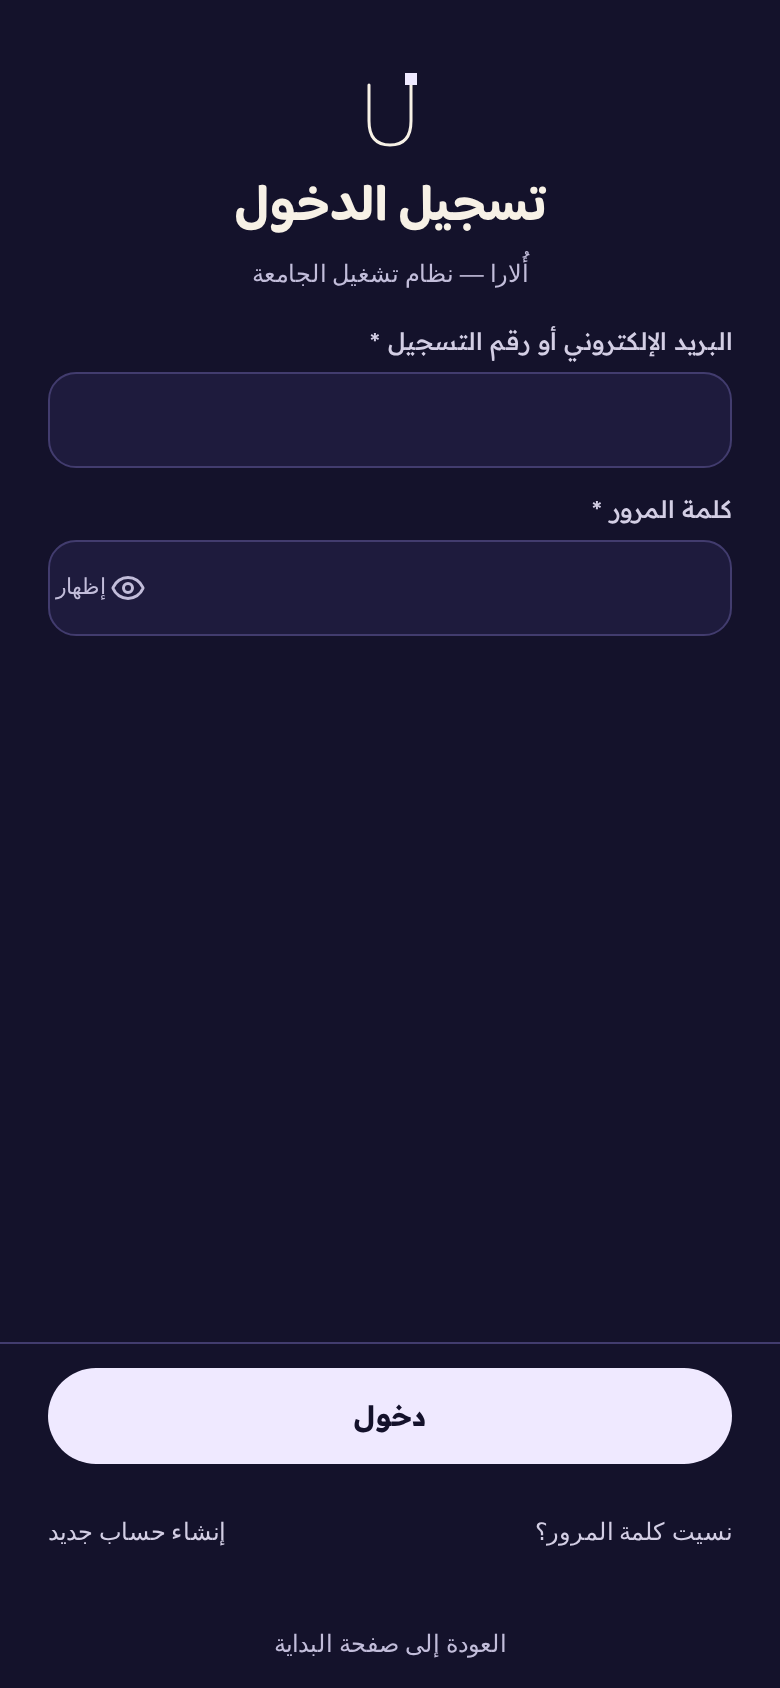 تسجيل الدخول
أُلارا — نظام تشغيل الجامعة
البريد الإلكتروني أو رقم التسجيل *
كلمة المرور *
إظهار
دخول
نسيت كلمة المرور؟
إنشاء حساب جديد
العودة إلى صفحة البداية